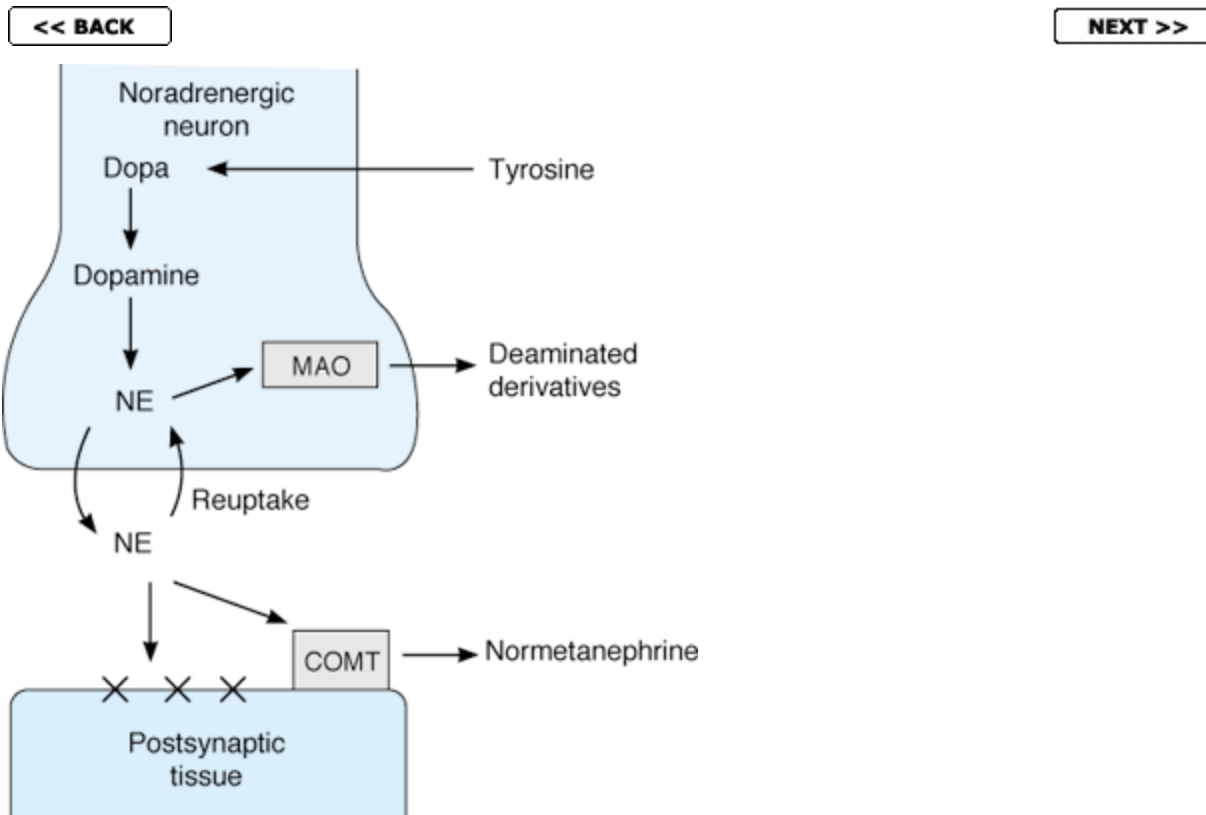 << BACK
NEXT >>
Noradrenergic
neuron
Dopa
Tyrosine
Dopamine
MAO
Deaminated
derivatives
NE
Reuptake
NE
COMT
Normetanephrine
Postsynaptic
tissue